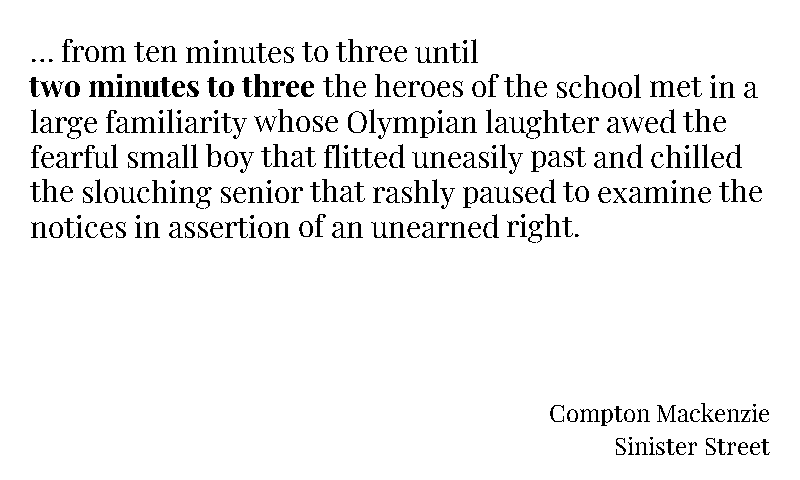 ... from ten minutes to three until
two minutes to three the heroes of the school met in a
large familiarity whose Olympian laughter awed the
fearful small boy that flitted uneasily past and chilled
the slouching senior that rashly paused to examine the
notices in assertion of an unearned right.
Compton Mackenzie
Sinister Street